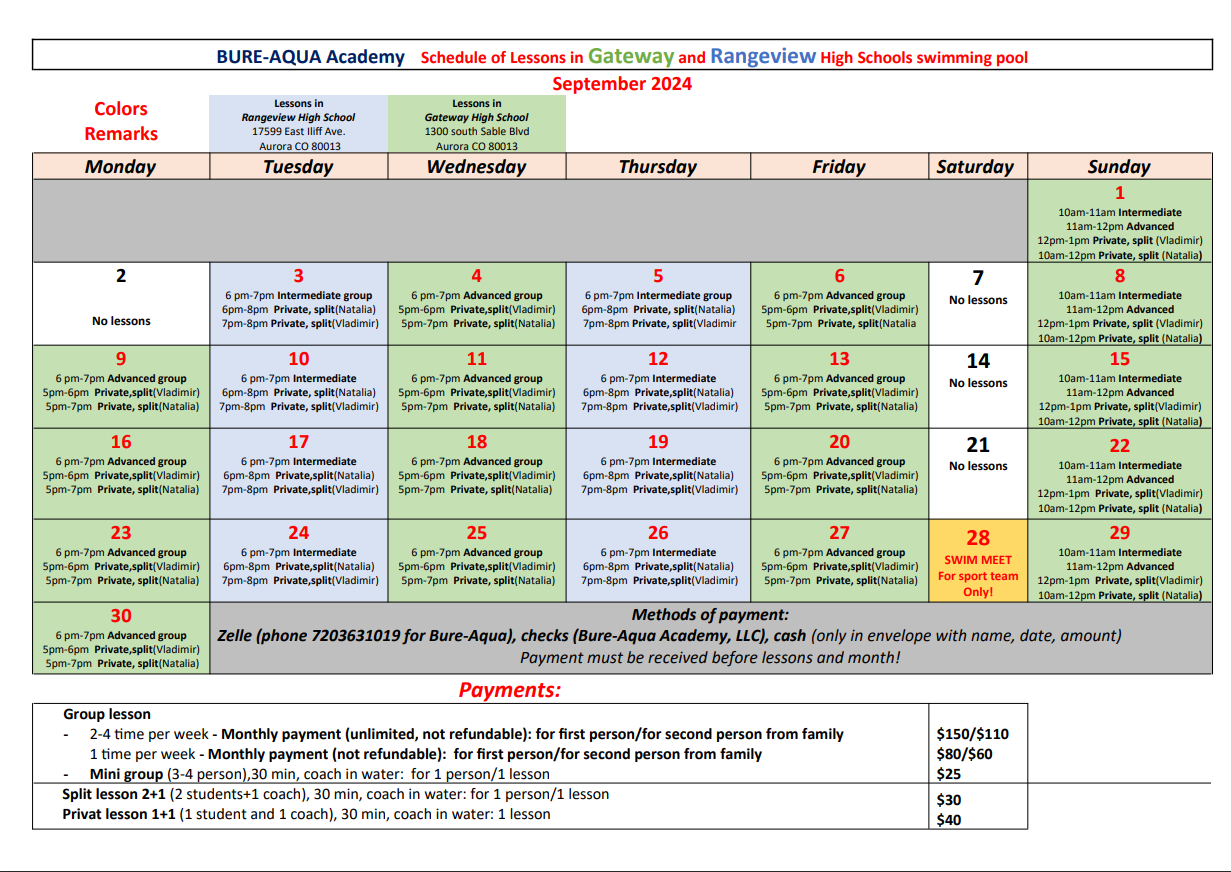 BURE-AQUA Academy Schedule of Lessons in Gateway and Rangeview High Schools swimming pool
September 2024
Colors
Remarks
Lessons in
Rangeview High School
17599 East Iliff Ave.
Aurora CO 80013
Lessons in
Gateway High School
1300 south Sable Blvd
Aurora CO 80013
Monday Tuesday Wednesday Thursday Friday Saturday Sunday
1
10am-11am Intermediate
11am-12pm Advanced
12pm-1pm Private, split (Vladimir)
10am-12pm Private, split (Natalia)
2
No lessons
3
6 pm-7pm Intermediate group
6pm-8pm Private, split(Natalia)
7pm-8pm Private, split(Vladimir)
4
6 pm-7pm Advanced group
5pm-6pm Private,split(Vladimir)
5pm-7pm Private, split(Natalia)
5
6 pm-7pm Intermediate group
6pm-8pm Private, split(Natalia)
7pm-8pm Private, split(Vladimir
6
6 pm-7pm Advanced group
5pm-6pm Private,split(Vladimir)
5pm-7pm Private, split(Natalia
7
No lessons
8
10am-11am Intermediate
11am-12pm Advanced
12pm-1pm Private, split (Vladimir)
10am-12pm Private, split (Natalia)
9
6 pm-7pm Advanced group
5pm-6pm Private,split(Vladimir)
5pm-7pm Private, split(Natalia)
10
6 pm-7pm Intermediate
6pm-8pm Private, split(Natalia)
7pm-8pm Private, split(Vladimir)
11
6 pm-7pm Advanced group
5pm-6pm Private,split(Vladimir)
5pm-7pm Private, split(Natalia)
12
6 pm-7pm Intermediate
6pm-8pm Private, split(Natalia)
7pm-8pm Private, split(Vladimir)
13
6 pm-7pm Advanced group
5pm-6pm Private,split(Vladimir)
5pm-7pm Private, split(Natalia)
14
No lessons
15
10am-11am Intermediate
11am-12pm Advanced
12pm-1pm Private, split(Vladimir)
10am-12pm Private, split (Natalia)
16
6 pm-7pm Advanced group
5pm-6pm Private,split(Vladimir)
5pm-7pm Private, split(Natalia)
17
6 pm-7pm Intermediate
6pm-8pm Private,split(Natalia)
7pm-8pm Private,split(Vladimir)
18
6 pm-7pm Advanced group
5pm-6pm Private,split(Vladimir)
5pm-7pm Private, split(Natalia)
19
6 pm-7pm Intermediate
6pm-8pm Private, split(Natalia)
7pm-8pm Private, split(Vladimir)
20
6 pm-7pm Advanced group
5pm-6pm Private,split(Vladimir)
5pm-7pm Private, split(Natalia)
21
No lessons
22
10am-11am Intermediate
11am-12pm Advanced
12pm-1pm Private, split(Vladimir)
10am-12pm Private, split (Natalia)
23
6 pm-7pm Advanced group
5pm-6pm Private,split(Vladimir)
5pm-7pm Private, split(Natalia)
24
6 pm-7pm Intermediate
6pm-8pm Private, split(Natalia)
7pm-8pm Private, split(Vladimir)
25
6 pm-7pm Advanced group
5pm-6pm Private,split(Vladimir)
5pm-7pm Private, split(Natalia)
26
6 pm-7pm Intermediate
6pm-8pm Private, split(Natalia)
7pm-8pm Private, split(Vladimir)
27
6 pm-7pm Advanced group
5pm-6pm Private,split(Vladimir)
5pm-7pm Private, split(Natalia)
28
SWIM MEET
For sport team
Only!
29
10am-11am Intermediate
11am-12pm Advanced
12pm-1pm Private, split(Vladimir)
10am-12pm Private, split (Natalia)
30
6 pm-7pm Advanced group
5pm-6pm Private,split(Vladimir)
5pm-7pm Private, split(Natalia)
Methods of payment:
Zelle (phone 7203631019 for Bure-Aqua), checks (Bure-Aqua Academy, LLC), cash (only in envelope with name, date, amount)
Payment must be received before lessons and month!
Payments:
Group lesson
- 2-4 time per week - Monthly payment (unlimited, not refundable): for first person/for second person from family $150/$110
1 time per week - Monthly payment (not refundable): for first person/for second person from family $80/$60
- Mini group (3-4 person),30 min, coach in water: for 1 person/1 lesson $25
Split lesson 2+1 (2 students+1 coach), 30 min, coach in water: for 1 person/1 lesson $30
Privat lesson 1+1 (1 student and 1 coach), 30 min, coach in water: 1 lesson $40